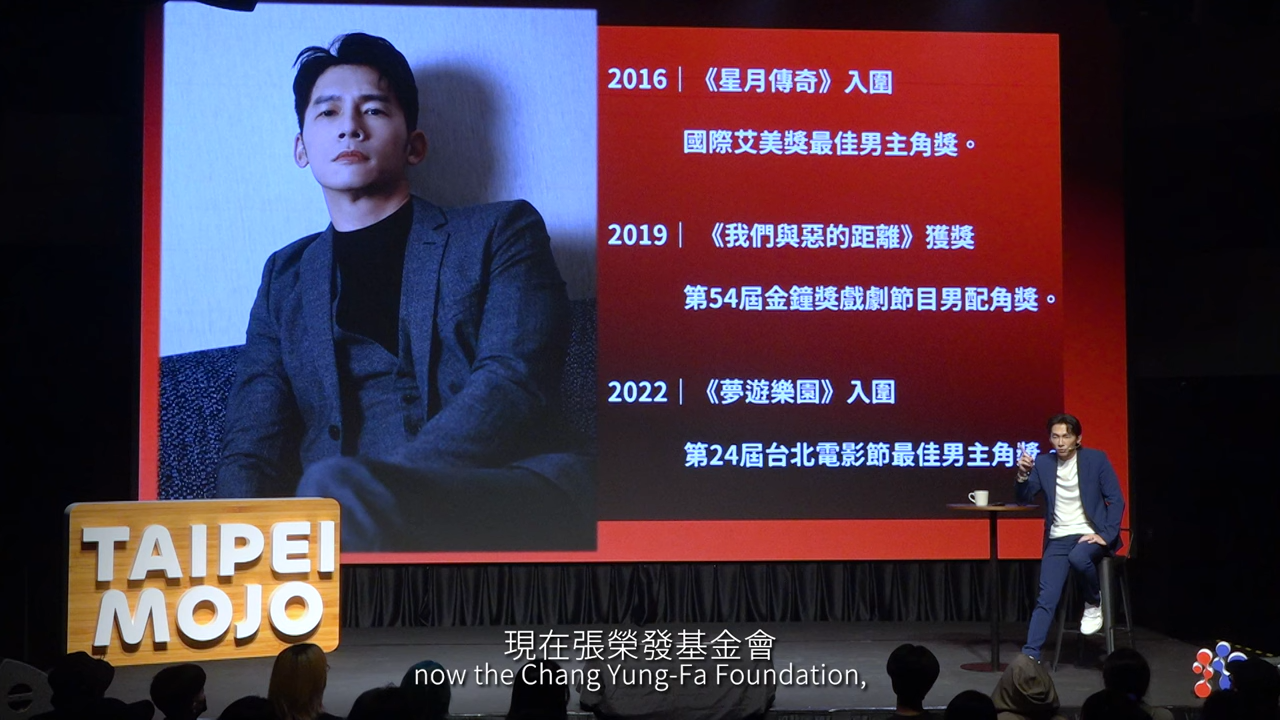 2016｜《星月傳奇》入圍
國際艾美獎最佳男主角獎。
2019｜《我們與惡的距離》獲獎
第54屆金鐘獎戲劇節目男配角獎。
2022｜《夢遊樂園》入圍
第24屆台北電影節最佳男主角獎。
TAIPEI
MOJO
現在張榮發基金會
now the Chang Yung-Fa Foundation,